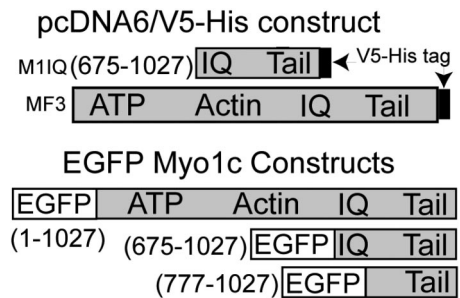 pcDNA6/V5-His construct
M1IQ(675-1027) IQ Tail V5-His tag
MF3 ATP Actin IQ Tail
EGFP Myo1c Constructs
EGFP ATP Actin IQ Tail
(1-1027) (675-1027) EGFP IQ Tail
(777-1027) EGFP Tail